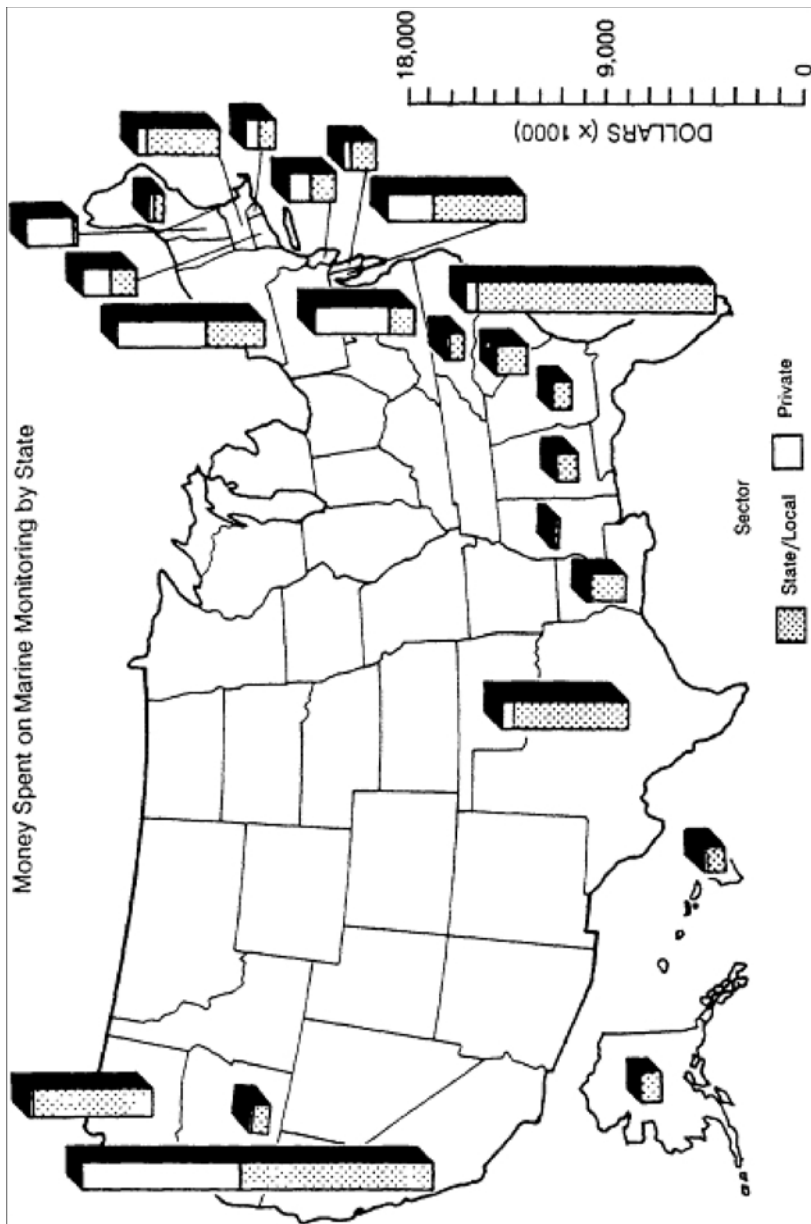 Money Spent on Marine Monitoring by State
18,000
9,000
0
DOLLARS (x 1000)
Sector
State/Local
Private